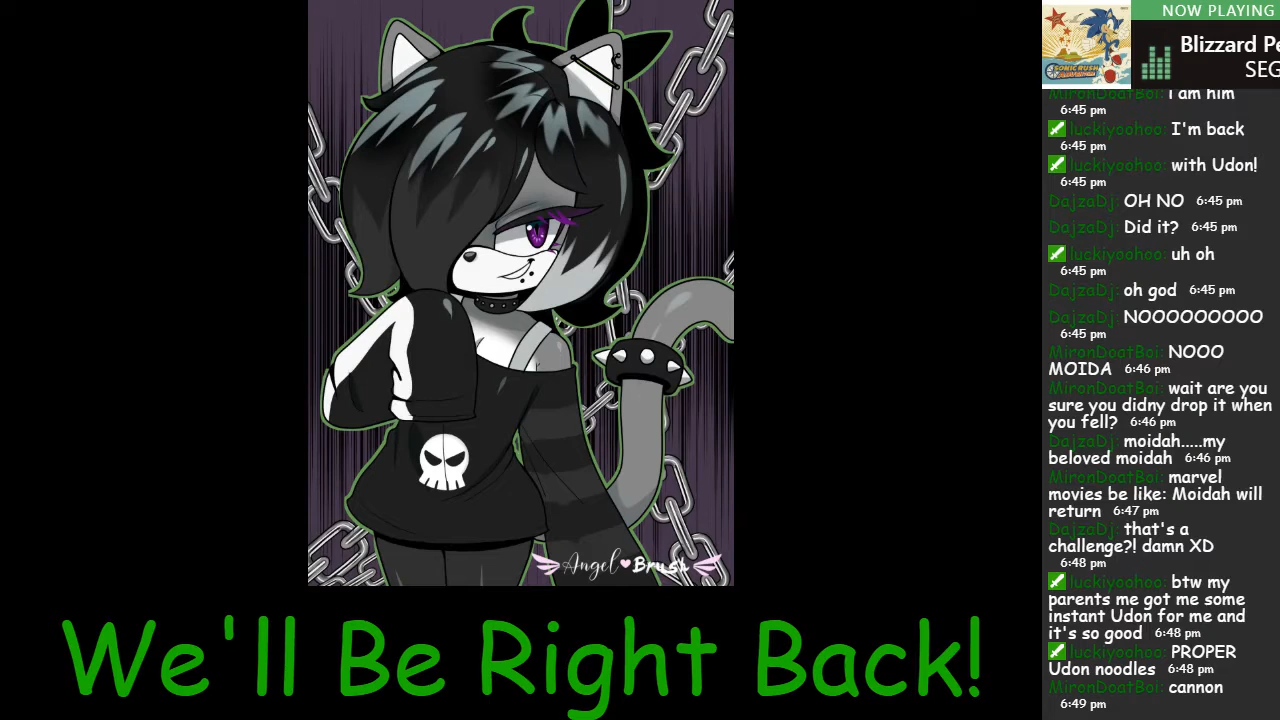 NOW PLAYING
SONIC RUSH
Blizzard Pe
SEG
MironDoatBoi: I am him
6:45 pm
luckiyoohoo: I'm back
6:45 pm
luckiyoohoo: with Udon!
6:45 pm
DajzaDj: OH NO 6:45 pm
DajzaDj: Did it? 6:45 pm
luckiyoohoo: uh oh
6:45 pm
DajzaDj: oh god 6:45 pm
DajzaDj: NOOOOOOOOO
6:45 pm
MironDoatBoi: NOOO
MOIDA 6:46 pm
MironDoatBoi: wait are you
sure you didny drop it when
you fell? 6:46 pm
DajzaDj: moidah.....my
beloved moidah 6:46 pm
MironDoatBoi: marvel
movies be like: Moidah will
return 6:47 pm
DajzaDj: that's a
challenge?! damn XD
6:48 pm
luckiyoohoo: btw my
parents me got me some
instant Udon for me and
it's so good 6:48 pm
luckiyoohoo: PROPER
Udon noodles 6:48 pm
MironDoatBoi: cannon
6:49 pm
Angel Brush
We'll Be Right Back!